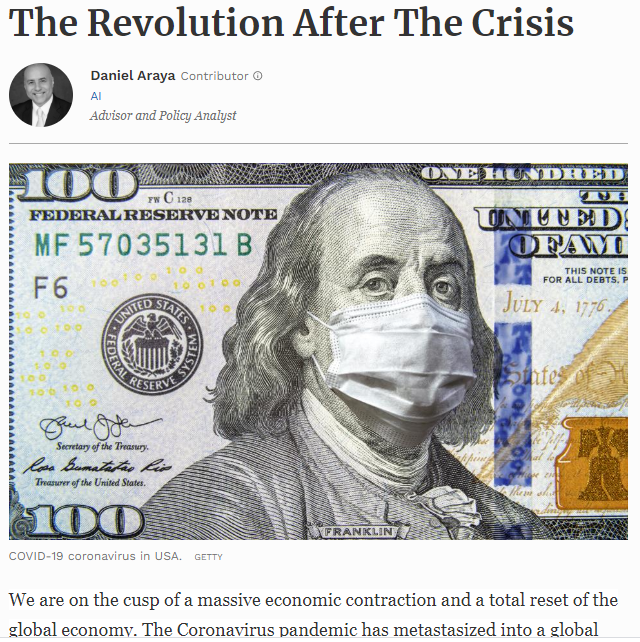 The Revolution After The Crisis
Daniel Araya Contributor
AI
Advisor and Policy Analyst
100
ONE HUNDRED
FW C 128
FEDERAL RESERVE NOTE
THE
UNITED S
OF AM
MF 57035131 B
THIS NOTE IS
FOR ALL DEBTS, P
F6
JULY 4, 1776
UNITED STATES
FEDERAL RESERVE SYSTEM
States of
Secretary of the Treasury.
Treasurer of the United States.
100
FRANKLIN
COVID-19 coronavirus in USA. GETTY
We are on the cusp of a massive economic contraction and a total reset of the
global economy. The Coronavirus pandemic has metastasized into a global